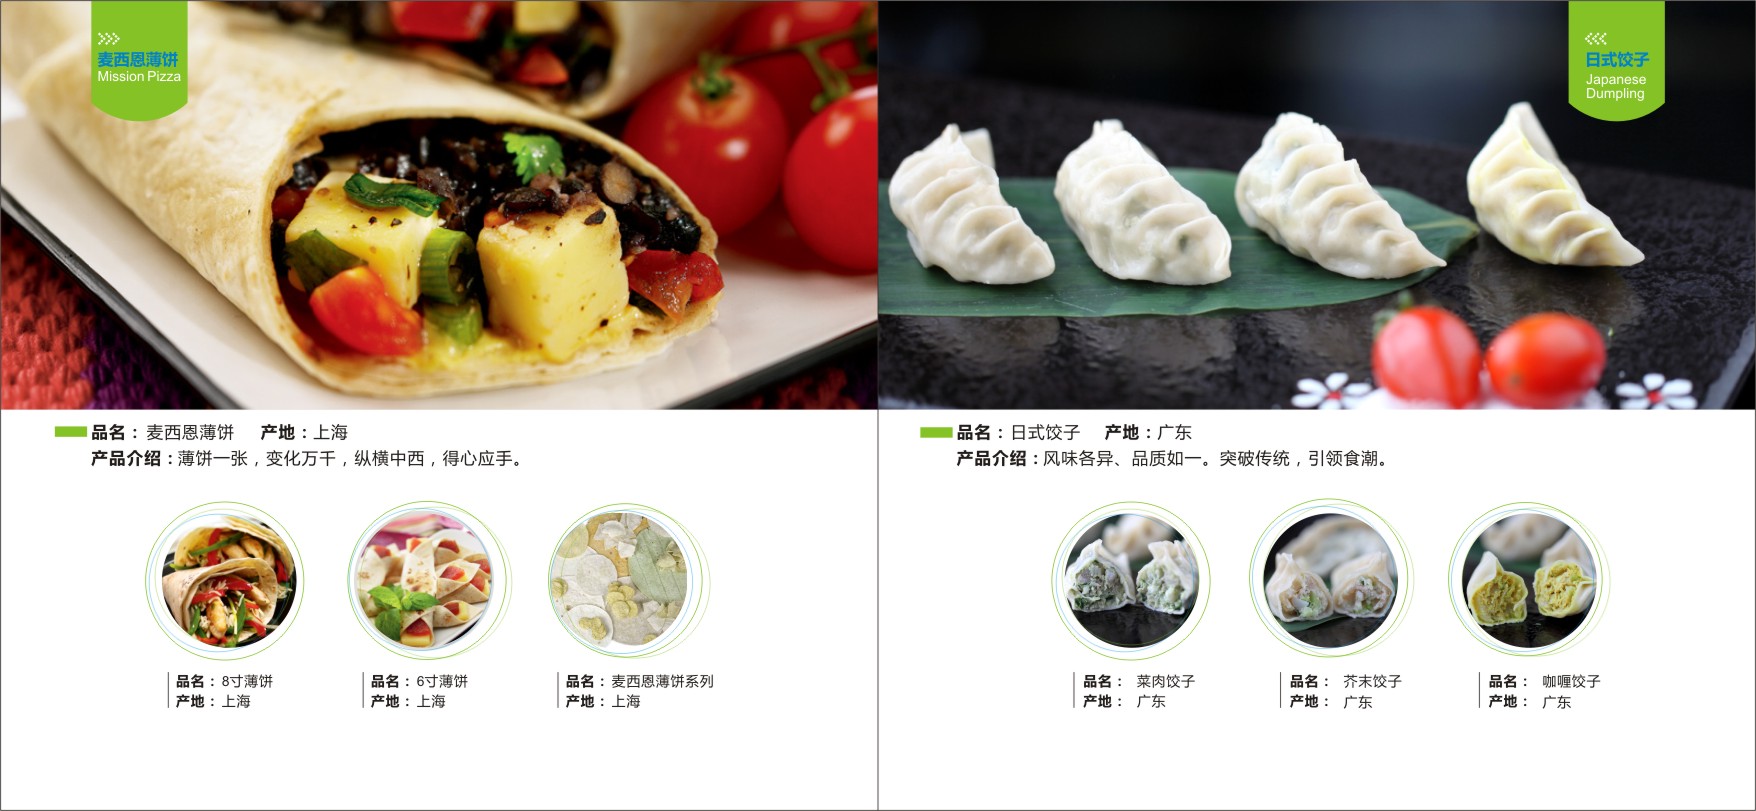 麦西恩薄饼
Mission Pizza
品名：麦西恩薄饼 产地：上海
产品介绍：薄饼一张，变化万千，纵横中西，得心应手。
品名：8寸薄饼
产地：上海
品名：6寸薄饼
产地：上海
品名：麦西恩薄饼系列
产地：上海
日式饺子
Japanese
Dumpling
品名：日式饺子 产地：广东
产品介绍：风味各异、品质如一。突破传统，引领食潮。
品名：菜肉饺子
产地：广东
品名：芥末饺子
产地：广东
品名：咖喱饺子
产地：广东